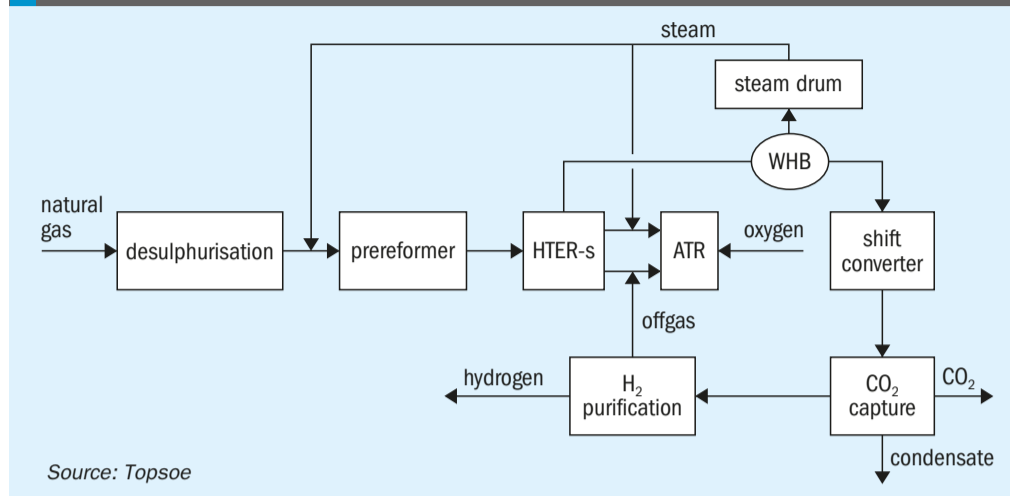 steam
steam drum
WHB
natural
gas
desulphurisation
prereformer
HTER-s
ATR
oxygen
shift
converter
offgas
hydrogen
H₂
purification
CO₂
capture
CO₂
condensate
Source: Topsoe